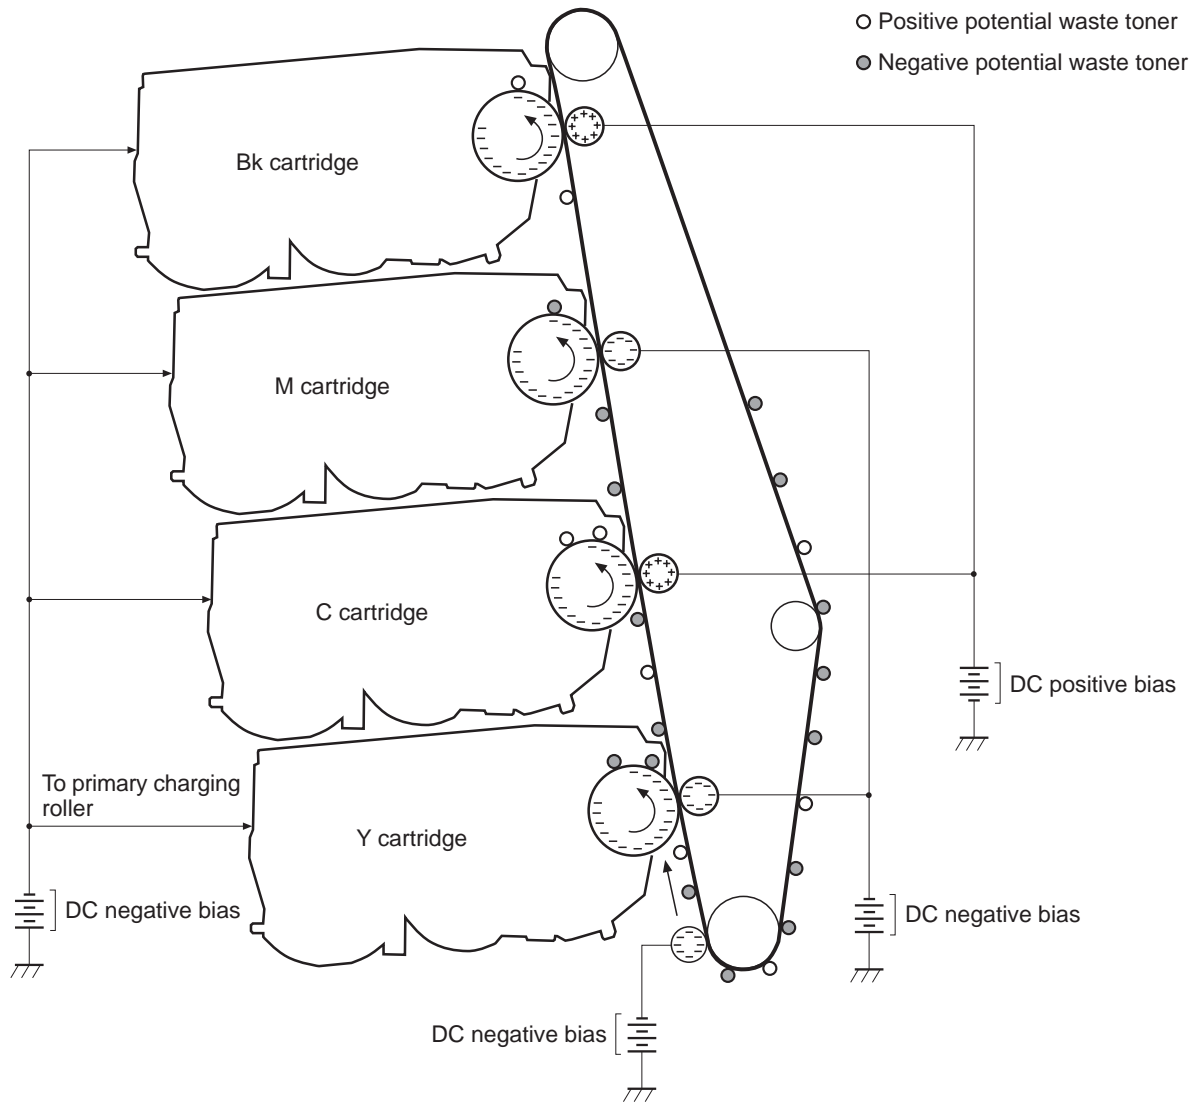 Positive potential waste toner
Negative potential waste toner
Bk cartridge
M cartridge
C cartridge
DC positive bias
To primary charging
roller
Y cartridge
DC negative bias
DC negative bias
DC negative bias